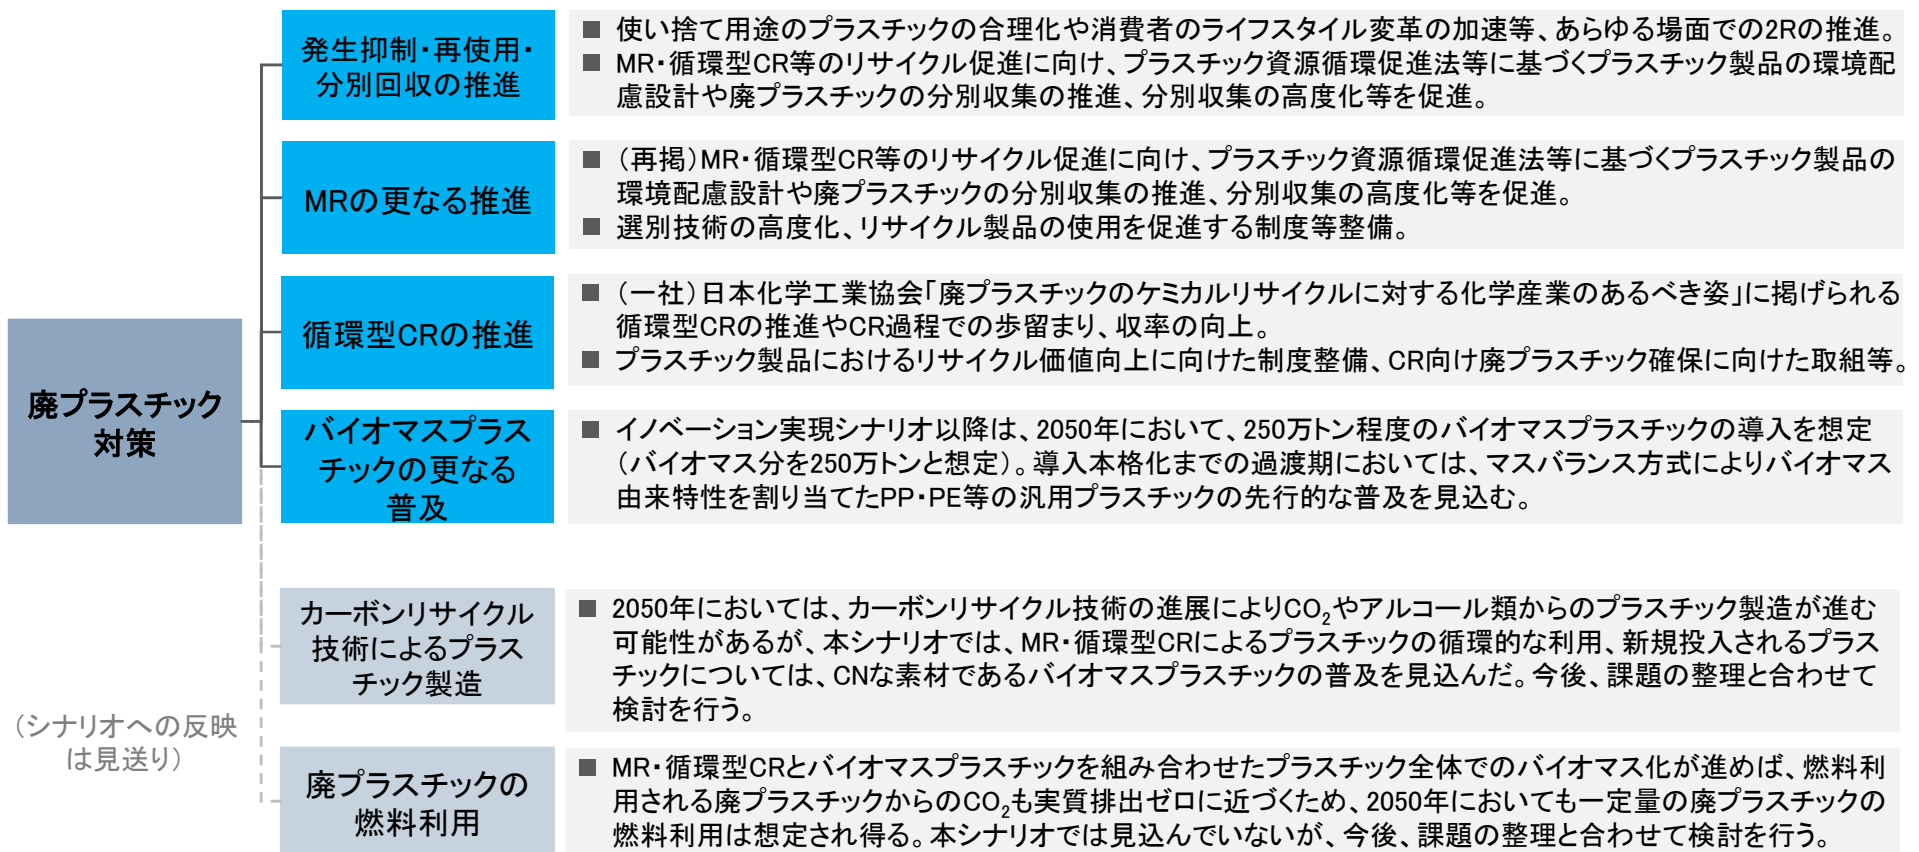 発生抑制・再使用・
分別回収の推進
■ 使い捨て用途のプラスチックの合理化や消費者のライフスタイル変革の加速等、あらゆる場面での2Rの推進。
■ MR・循環型CR等のリサイクル促進に向け、プラスチック資源循環促進法等に基づくプラスチック製品の環境配
慮設計や廃プラスチックの分別収集の推進、分別収集の高度化等を促進。
MRの更なる推進
■ （再掲）MR・循環型CR等のリサイクル促進に向け、プラスチック資源循環促進法等に基づくプラスチック製品の
環境配慮設計や廃プラスチックの分別収集の推進、分別収集の高度化等を促進。
■ 選別技術の高度化、リサイクル製品の使用を促進する制度等整備。
循環型CRの推進
■ （一社）日本化学工業協会「廃プラスチックのケミカルリサイクルに対する化学産業のあるべき姿」に掲げられる
循環型CRの推進やCR過程での歩留まり、収率の向上。
■ プラスチック製品におけるリサイクル価値向上に向けた制度整備、CR向け廃プラスチック確保に向けた取組等。
廃プラスチック
対策
バイオマスプラス
チックの更なる
普及
■ イノベーション実現シナリオ以降は、2050年において、250万トン程度のバイオマスプラスチックの導入を想定
（バイオマス分を250万トンと想定）。導入本格化までの過渡期においては、マスバランス方式によりバイオマス
由来特性を割り当てたPP・PE等の汎用プラスチックの先行的な普及を見込む。
カーボンリサイクル
技術によるプラス
チック製造
■ 2050年においては、カーボンリサイクル技術の進展によりCO₂やアルコール類からのプラスチック製造が進む
可能性があるが、本シナリオでは、MR・循環型CRによるプラスチックの循環的な利用、新規投入されるプラス
チックについては、CNな素材であるバイオマスプラスチックの普及を見込んだ。今後、課題の整理と合わせて
検討を行う。
（シナリオへの反映
は見送り）
廃プラスチックの
燃料利用
■ MR・循環型CRとバイオマスプラスチックを組み合わせたプラスチック全体でのバイオマス化が進めば、燃料利
用される廃プラスチックからのCO₂も実質排出ゼロに近づくため、2050年においても一定量の廃プラスチックの
燃料利用は想定され得る。本シナリオでは見込んでいないが、今後、課題の整理と合わせて検討を行う。